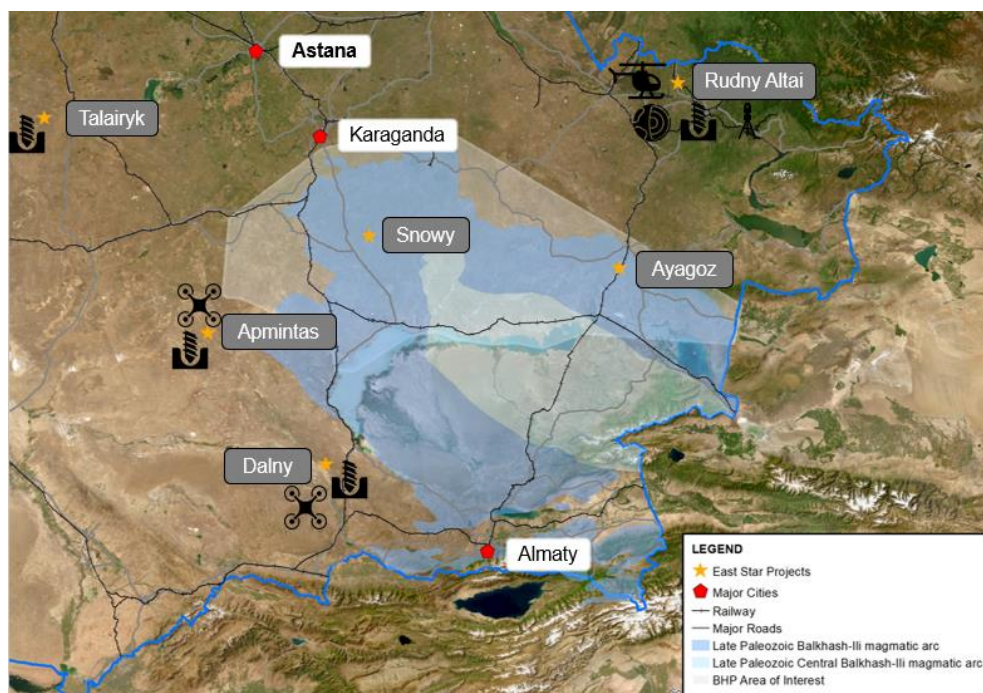 Astana
Rudny Altai
Talairyk
Karaganda
Snowy
Ayagoz
Apmintas
Dalny
Almaty
LEGEND
East Star Projects
Major Cities
Railway
Major Roads
Late Paleozoic Balkhash-Ili magmatic arc
Late Paleozoic Central Balkhash-Ili magmatic arc
BHP Area of Interest